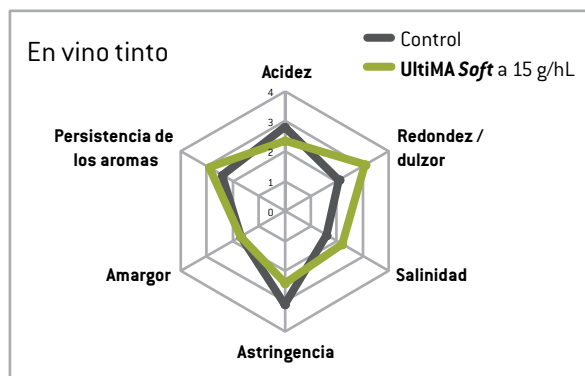 En vino tinto
Control
UltiMA Soft a 15 g/hL
Acidez
4
3
2
1
0
Persistencia de
los aromas
Redondez /
dulzor
Amargor
Salinidad
Astringencia